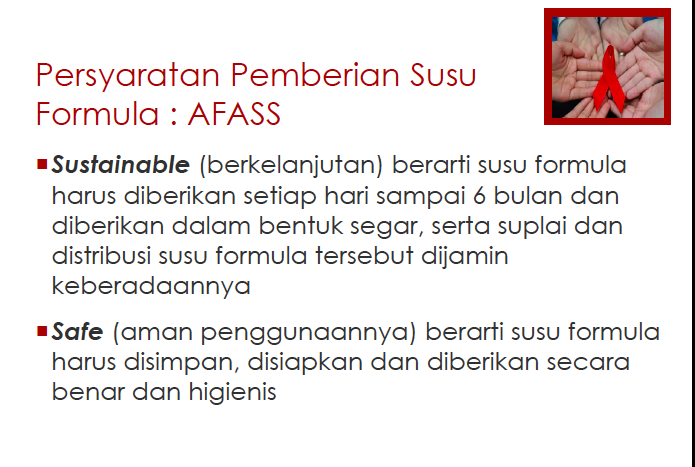 Persyaratan Pemberian Susu
Formula : AFASS
▪Sustainable (berkelanjutan) berarti susu formula
harus diberikan setiap hari sampai 6 bulan dan
diberikan dalam bentuk segar, serta suplai dan
distribusi susu formula tersebut dijamin
keberadaannya
▪Safe (aman penggunaannya) berarti susu formula
harus disimpan, disiapkan dan diberikan secara
benar dan higienis